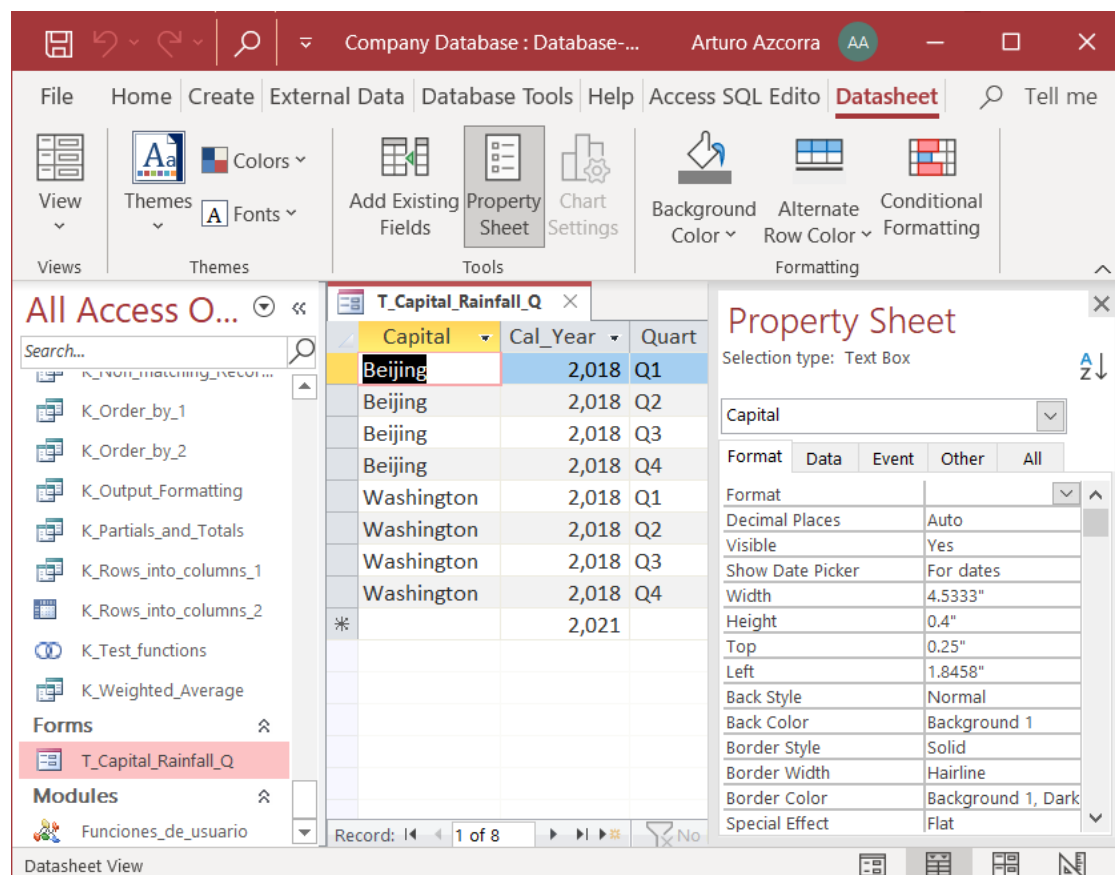 Company Database : Database-... Arturo Azcorra AA
File Home Create External Data Database Tools Help Access SQL Edito Datasheet Tell me
View
Aa
Themes
Colors
A Fonts
Add Existing Fields
Property Sheet
Chart Settings
Background Color
Alternate Row Color
Conditional Formatting
Views Themes Tools Formatting
All Access O...
Search...
K_Non_matching_Recor...
K_Order_by_1
K_Order_by_2
K_Output_Formatting
K_Partials_and_Totals
K_Rows_into_columns_1
K_Rows_into_columns_2
K_Test_functions
K_Weighted_Average
Forms
T_Capital_Rainfall_Q
Modules
Funciones_de_usuario
T_Capital_Rainfall_Q
Capital Cal_Year Quart
Beijing 2,018 Q1
Beijing 2,018 Q2
Beijing 2,018 Q3
Beijing 2,018 Q4
Washington 2,018 Q1
Washington 2,018 Q2
Washington 2,018 Q3
Washington 2,018 Q4
2,021
Record: 1 of 8 No
Property Sheet
Selection type: Text Box
AZ
Capital
Format Data Event Other All
Format
Decimal Places Auto
Visible Yes
Show Date Picker For dates
Width 4.5333"
Height 0.4"
Top 0.25"
Left 1.8458"
Back Style Normal
Back Color Background 1
Border Style Solid
Border Width Hairline
Border Color Background 1, Dark
Special Effect Flat
Datasheet View